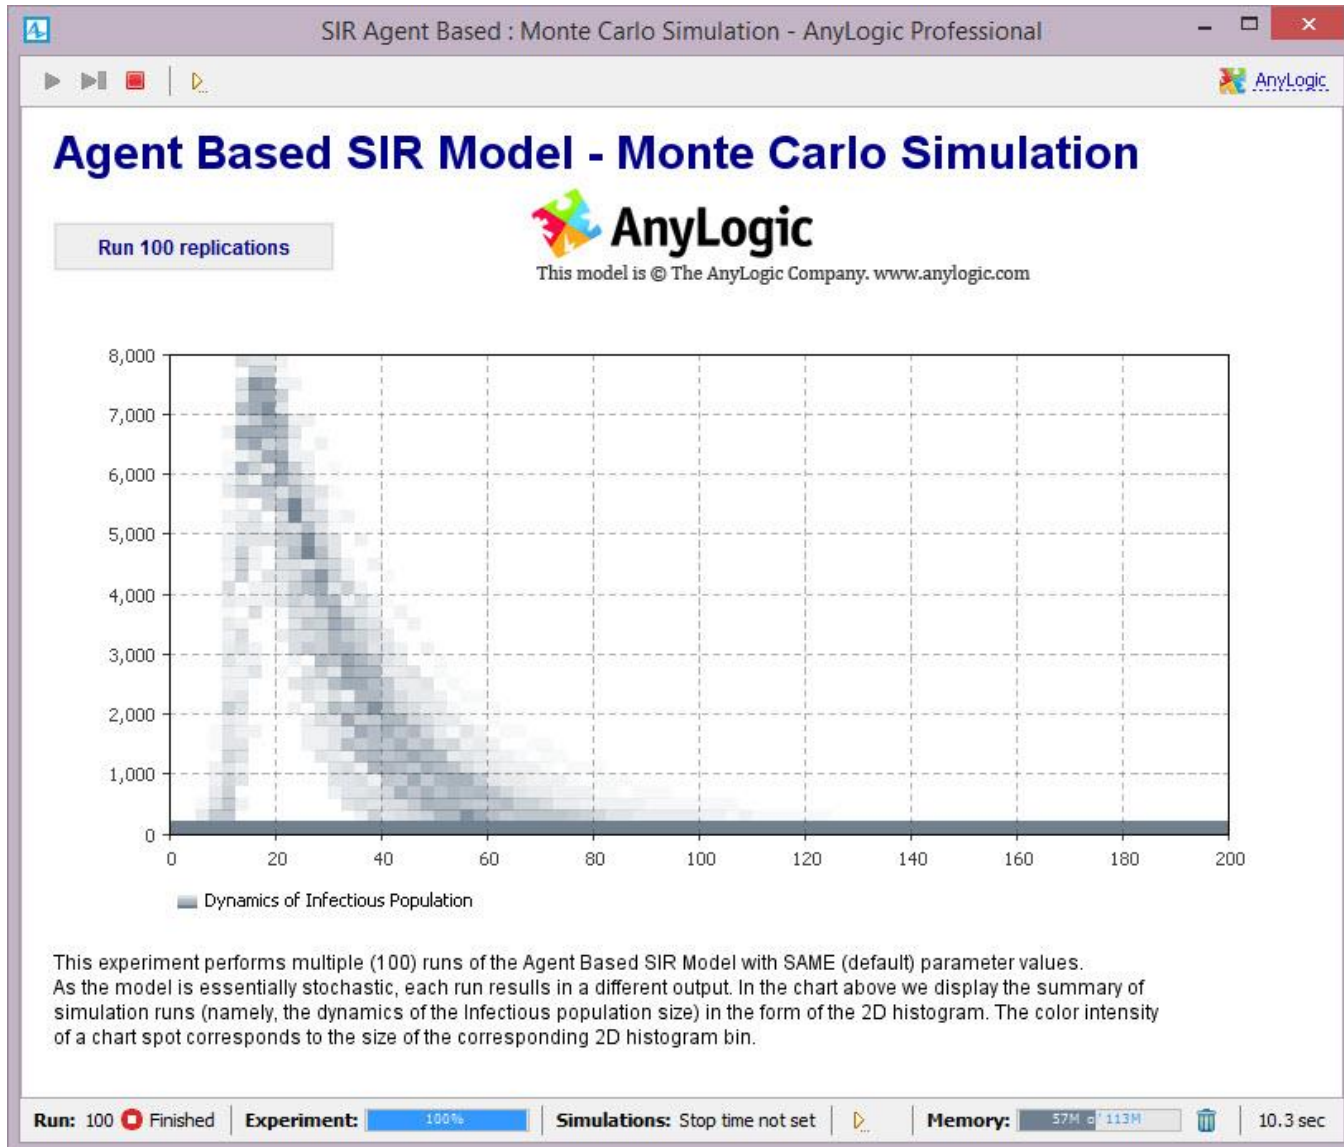 SIR Agent Based : Monte Carlo Simulation - AnyLogic Professional
AnyLogic
Agent Based SIR Model - Monte Carlo Simulation
Run 100 replications
AnyLogic
This model is © The AnyLogic Company. www.anylogic.com
8,000
7,000
6,000
5,000
4,000
3,000
2,000
1,000
0
0 20 40 60 80 100 120 140 160 180 200
Dynamics of Infectious Population
This experiment performs multiple (100) runs of the Agent Based SIR Model with SAME (default) parameter values.
As the model is essentially stochastic, each run results in a different output. In the chart above we display the summary of
simulation runs (namely, the dynamics of the Infectious population size) in the form of the 2D histogram. The color intensity
of a chart spot corresponds to the size of the corresponding 2D histogram bin.
Run: 100 Finished Experiment: 100% Simulations: Stop time not set Memory: 57M of 113M 10.3 sec